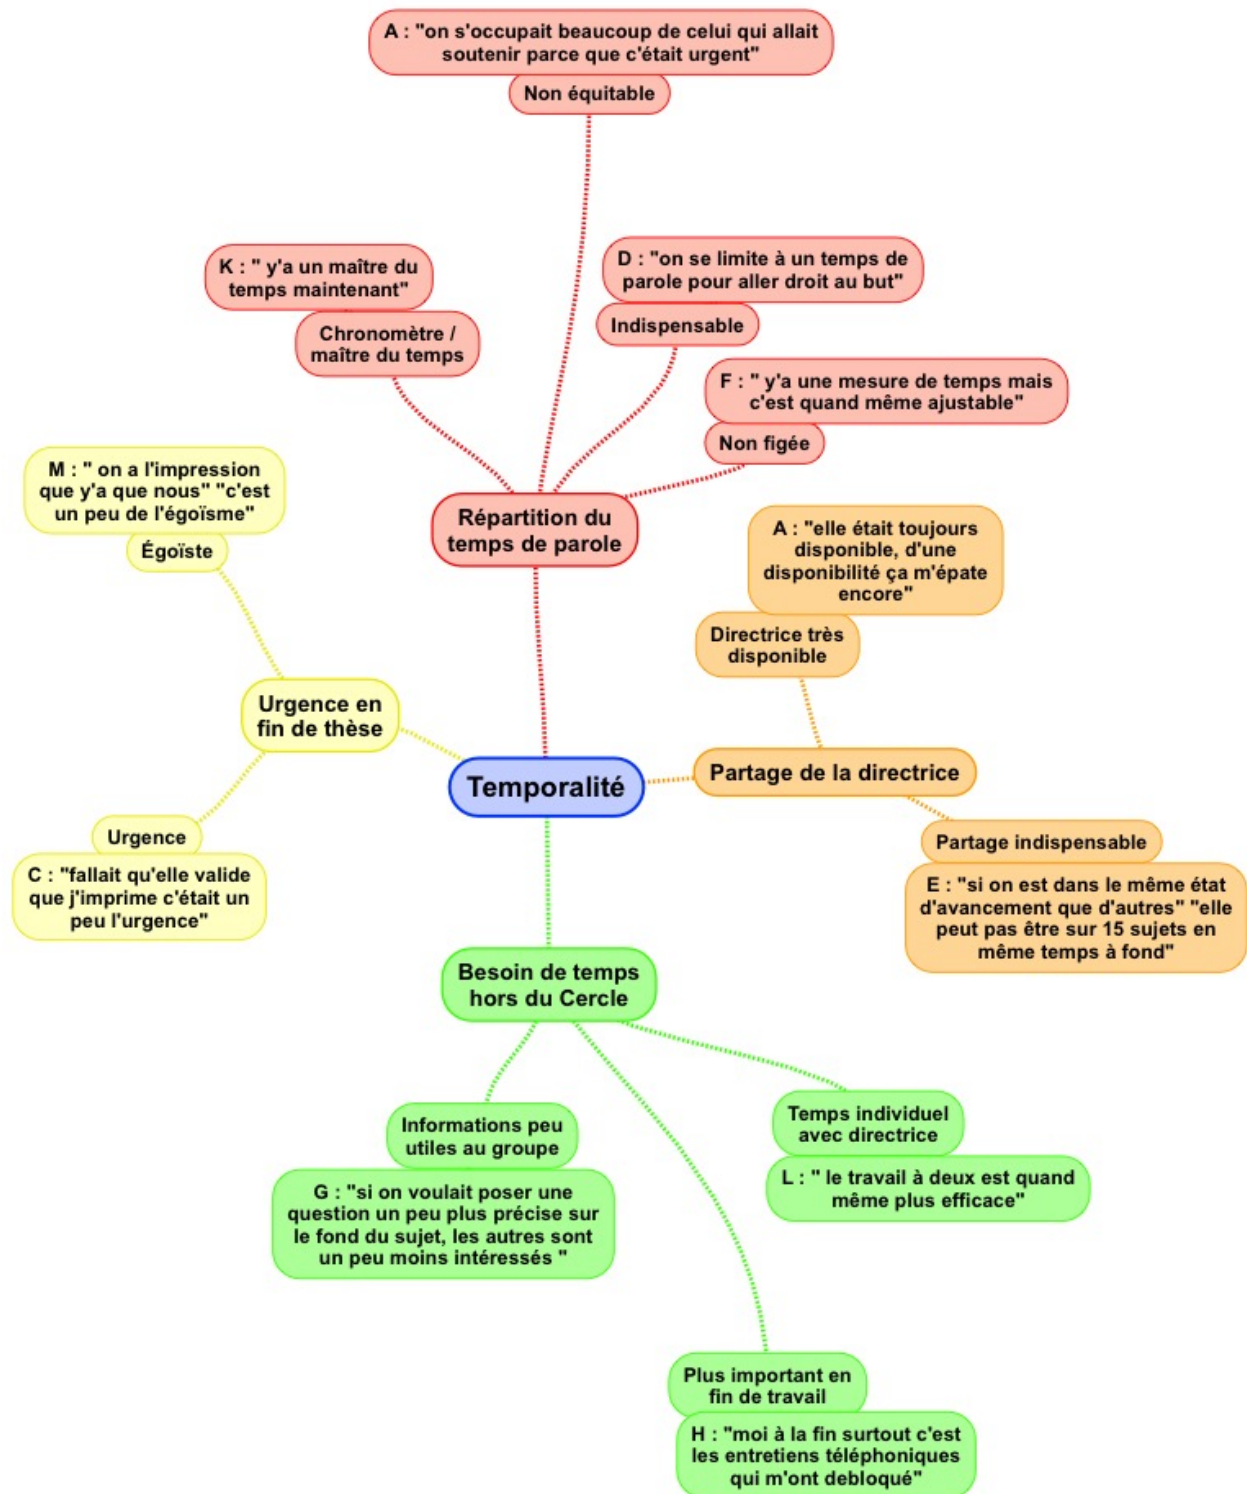 A : "on s'occupait beaucoup de celui qui allait
soutenir parce que c'était urgent"
Non équitable
K : " y'a un maître du
temps maintenant"
Chronomètre /
maître du temps
D : "on se limite à un temps de
parole pour aller droit au but"
Indispensable
F : " y'a une mesure de temps mais
c'est quand même ajustable"
Non figée
Répartition du
temps de parole
M : " on a l'impression
que y'a que nous" "c'est
un peu de l'égoïsme"
Égoïste
Urgence en
fin de thèse
Urgence
C : "fallait qu'elle valide
que j'imprime c'était un
peu l'urgence"
A : "elle était toujours
disponible, d'une
disponibilité ça m'épate
encore"
Directrice très
disponible
Partage de la directrice
Partage indispensable
E : "si on est dans le même état
d'avancement que d'autres" "elle
peut pas être sur 15 sujets en
même temps à fond"
Temporalité
Besoin de temps
hors du Cercle
Informations peu
utiles au groupe
G : "si on voulait poser une
question un peu plus précise sur
le fond du sujet, les autres sont
un peu moins intéressés "
Temps individuel
avec directrice
L : " le travail à deux est quand
même plus efficace"
Plus important en
fin de travail
H : "moi à la fin surtout c'est
les entretiens téléphoniques
qui m'ont debloqué"